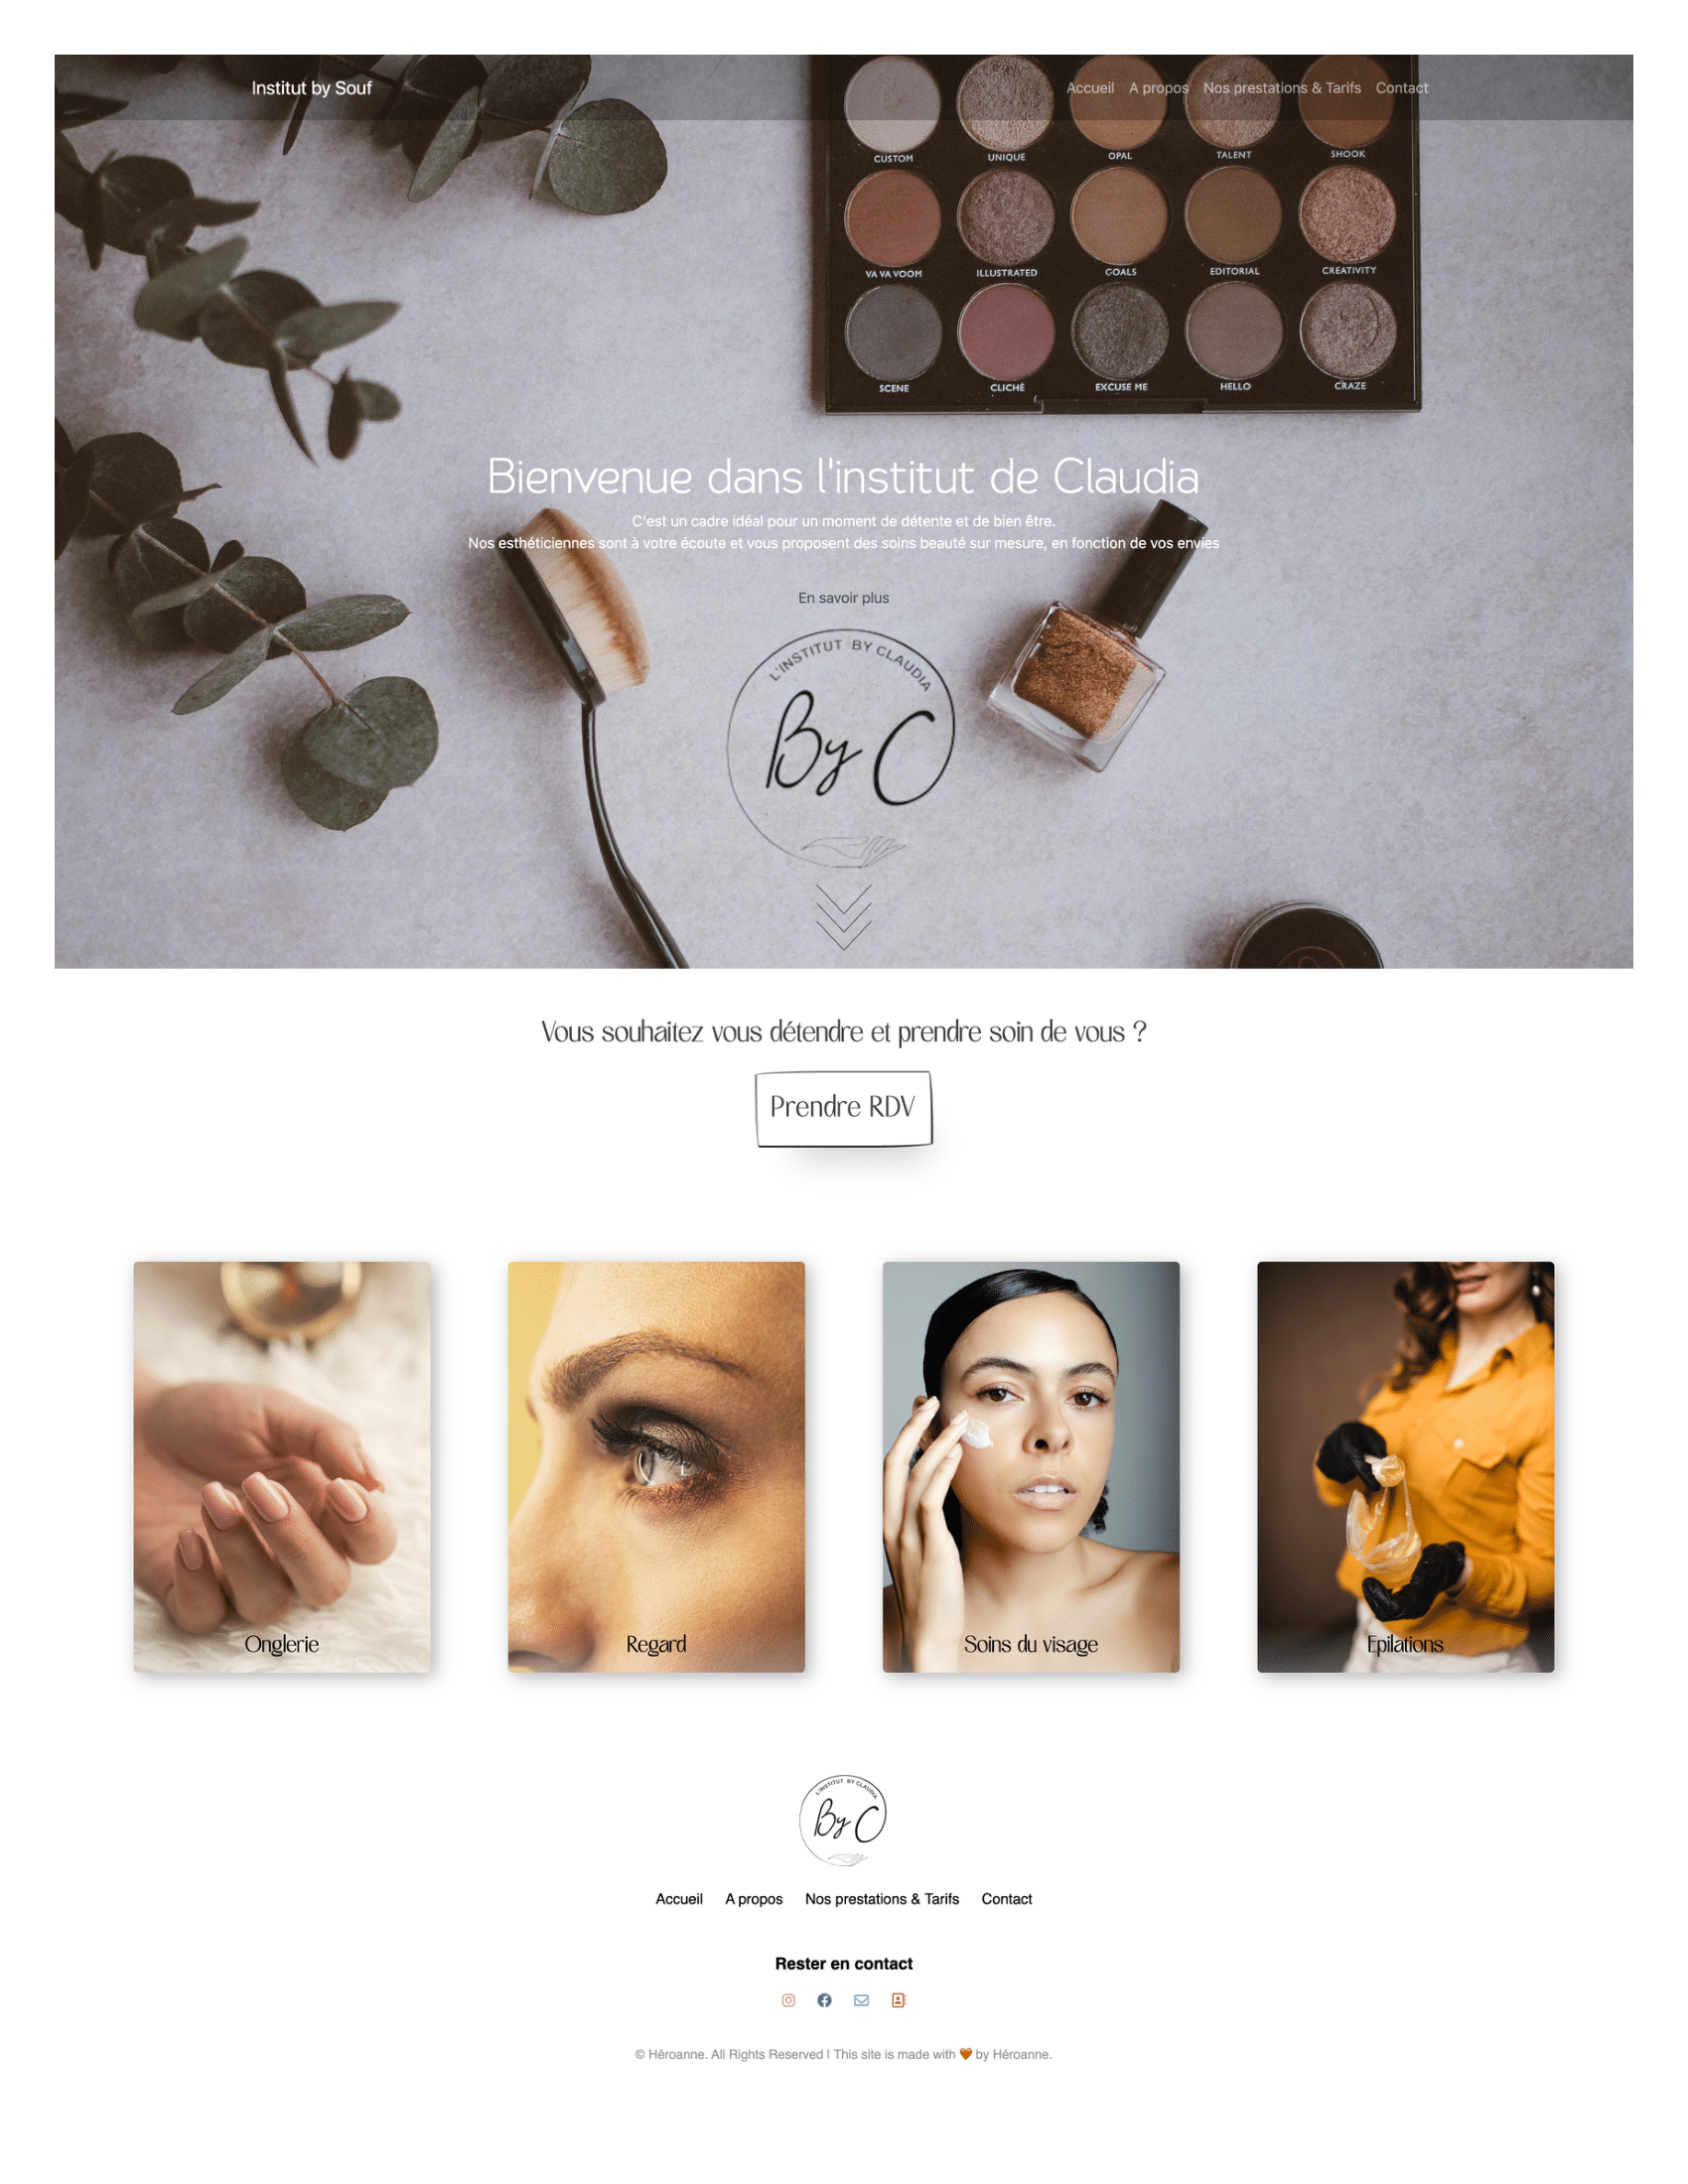 Institut by Souf
Accueil A propos Nos prestations & Tarifs Contact
CUSTOM UNIQUE OPAL TALENT SHOOK
VA VA VOOM ILLUSTRATED GOALS EDITORIAL CREATIVITY
SCENE CLICHÉ EXCUSE ME HELLO CRAZE
Bienvenue dans l'institut de Claudia
C'est un cadre idéal pour un moment de détente et de bien être.
Nos esthéticiennes sont à votre écoute et vous proposent des soins beauté sur mesure, en fonction de vos envies
En savoir plus
L'INSTITUT BY CLAUDIA
By C
Vous souhaitez vous détendre et prendre soin de vous ?
Prendre RDV
Onglerie
Regard
Soins du visage
Epilations
L'INSTITUT BY CLAUDIA
By C
Accueil A propos Nos prestations & Tarifs Contact
Rester en contact
© Héroanne. All Rights Reserved | This site is made with 🧡 by Héroanne.